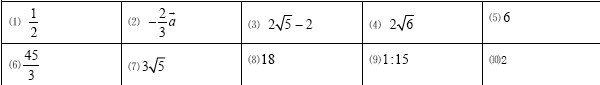 ⑴ 1/2 ⑵ −2/3 a⃗ ⑶ 2√5 − 2 ⑷ 2√6 ⑸ 6
⑹ 45/3 ⑺ 3√5 ⑻ 18 ⑼ 1:15 ⑽ 2